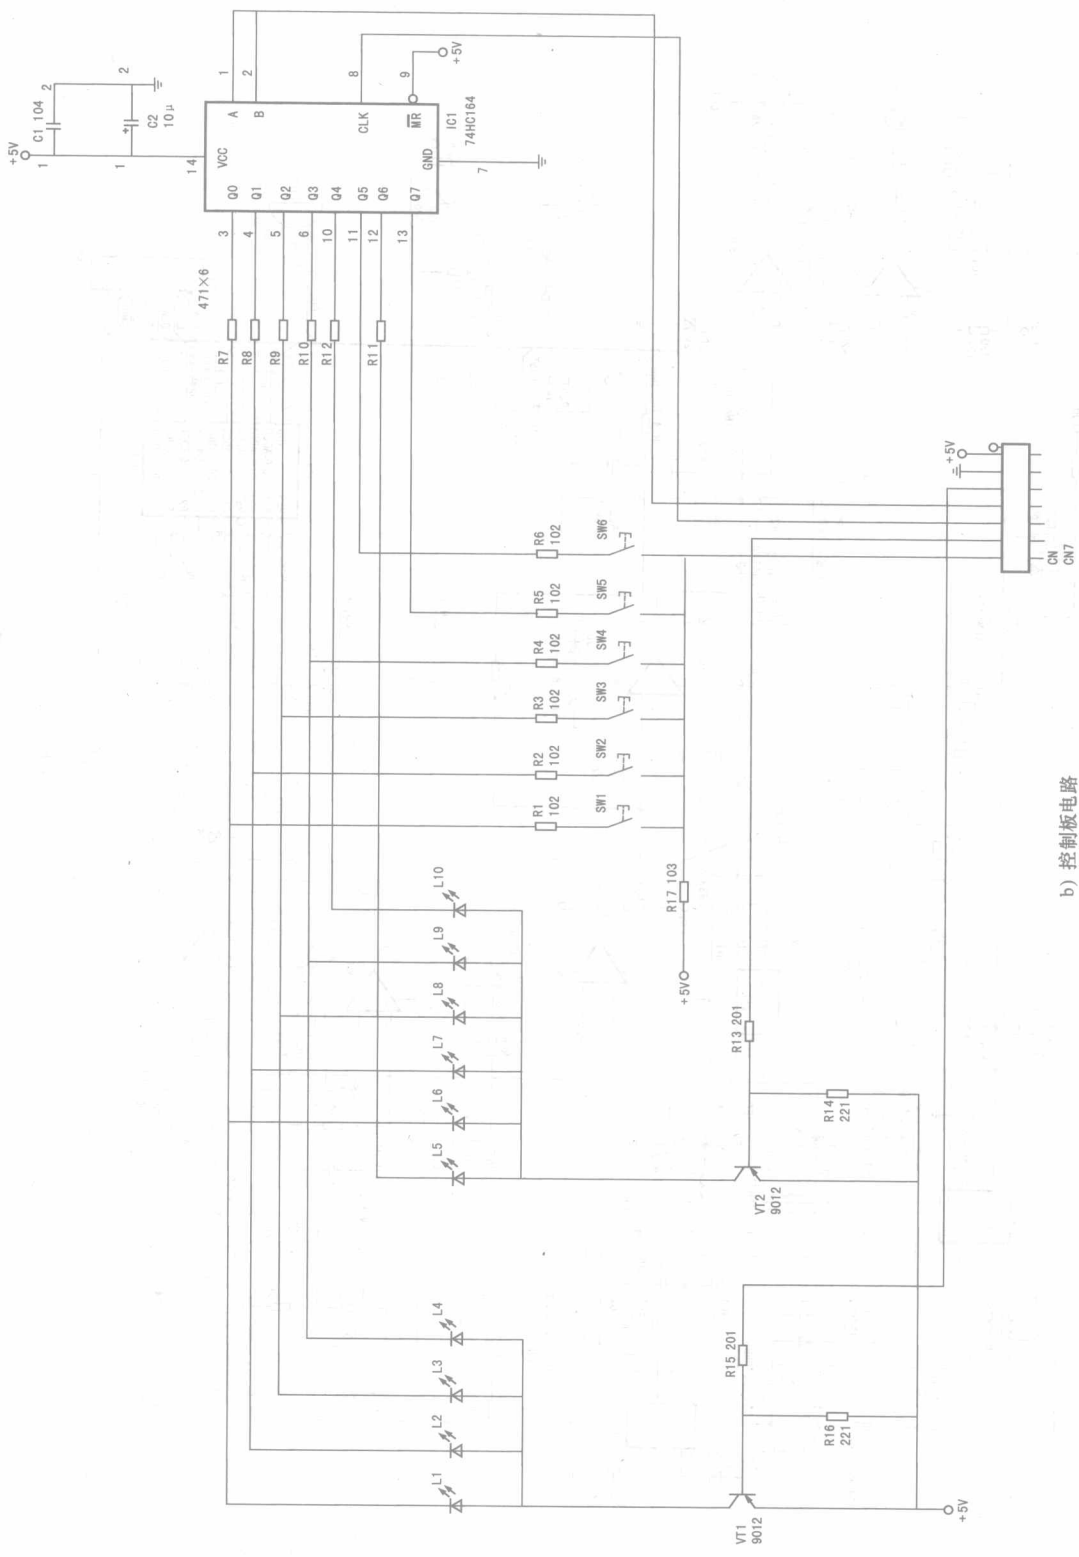 +5V
1
C1 104
2
1
C2
10μ
2
14
VCC
1
A
2
B
8
CLK
9
MR
+5V
IC1
74HC164
GND
7
Q0
Q1
Q2
Q3
Q4
Q5
Q6
Q7
3
4
5
6
10
11
12
13
471×6
R7
R8
R9
R10
R12
R11
R6
102
SW6
R5
102
SW5
R4
102
SW4
R3
102
SW3
R2
102
SW2
R1
102
SW1
R17 103
+5V
+5V
CN
CN7
L10
L9
L8
L7
L6
L5
L4
L3
L2
L1
R13 201
R14
221
VT2
9012
R15 201
R16
221
VT1
9012
+5V
b) 控制板电路